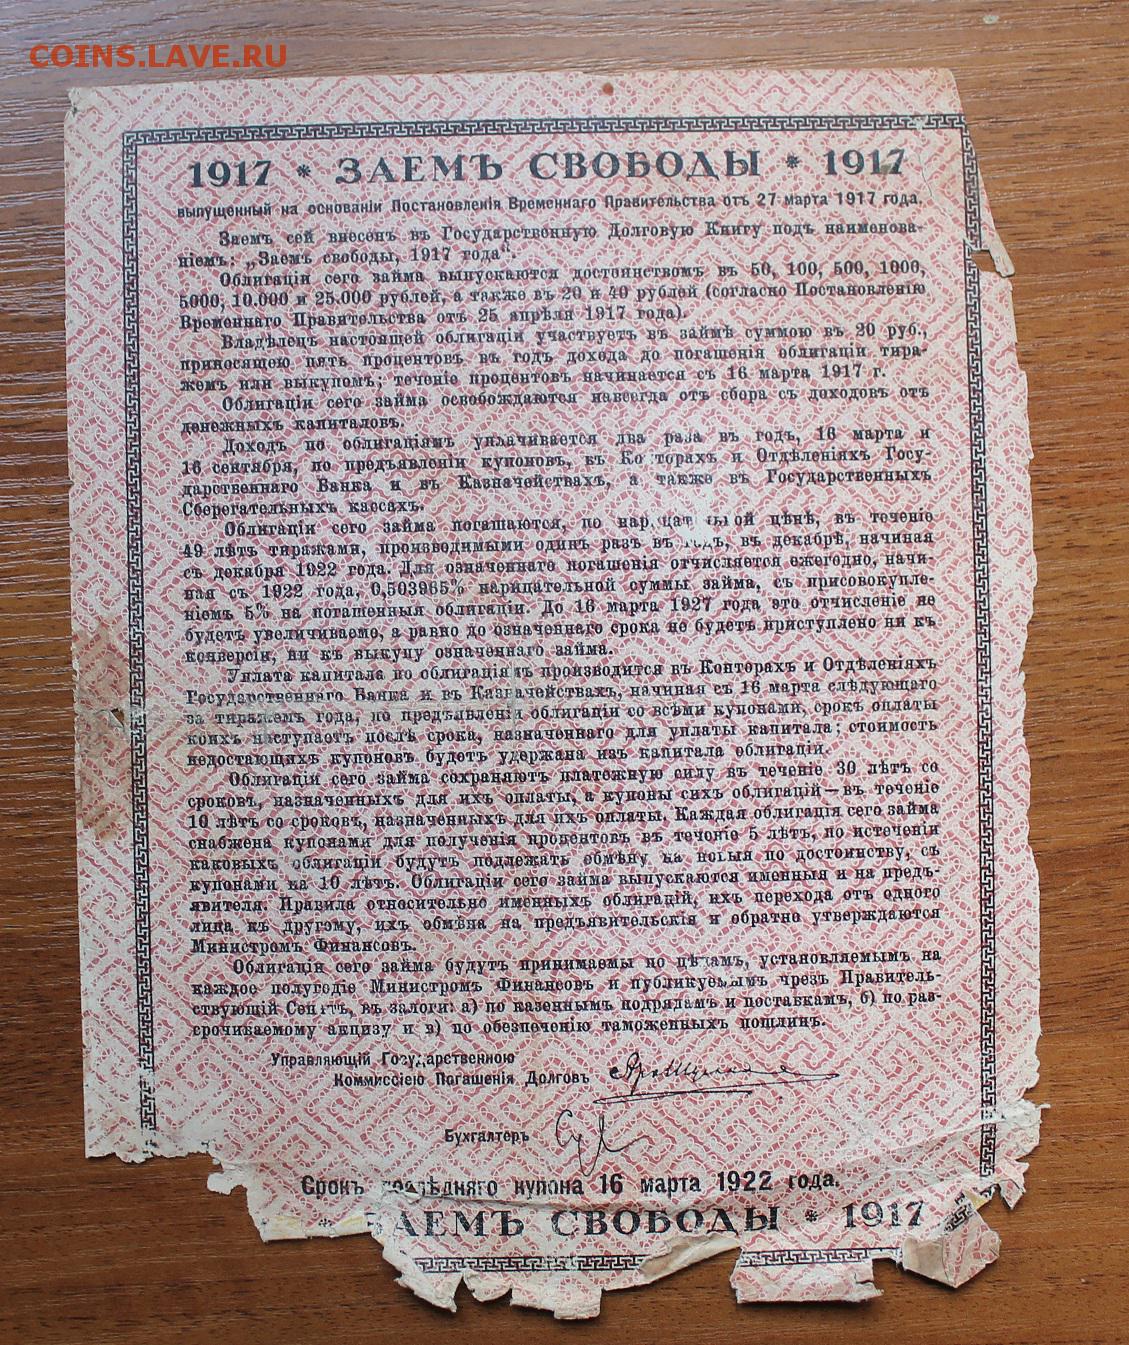 COINS.LAVE.RU
1917 * ЗАЕМЪ СВОБОДЫ * 1917
выпущенный на основаніи Постановленія Временнаго Правительства отъ 27 марта 1917 года.
Заемъ сей внесенъ въ Государственную Долговую Книгу подъ наименова-
ніемъ: „Заемъ свободы, 1917 года“.
Облигаціи сего займа выпускаются достоинствомъ въ 50, 100, 500, 1000,
5000, 10.000 и 25.000 рублей, а также въ 20 и 40 рублей (согласно Постановленію
Временнаго Правительства отъ 25 апрѣля 1917 года).
Владѣлецъ настоящей облигаціи участвуетъ въ займѣ суммою въ 20 руб.,
приносящею пять процентовъ въ годъ дохода до погашенія облигаціи тира-
жемъ или выкупомъ; теченіе процентовъ начинается съ 16 марта 1917 г.
Облигаціи сего займа освобождаются навсегда отъ сбора съ доходовъ отъ
денежныхъ капиталовъ.
Доходъ по облигаціямъ уплачивается два раза въ годъ, 16 марта и
16 сентября, по предъявленіи купоновъ, въ Конторахъ и Отдѣленіяхъ Госу-
дарственнаго Банка и въ Казначействахъ, а также въ Государственныхъ
Сберегательныхъ кассахъ.
Облигаціи сего займа погашаются, по нарицательной цѣнѣ, въ теченіе
49 лѣтъ тиражами, производимыми одинъ разъ въ годъ, въ декабрѣ, начиная
съ декабря 1922 года. Для означеннаго погашенія отчисляется ежегодно, начи-
ная съ 1922 года, 0,503965% нарицательной суммы займа, съ присовокупле-
ніемъ 5% на погашенныя облигаціи. До 16 марта 1927 года это отчисленіе не
будетъ увеличиваемо, а равно до означеннаго срока не будетъ приступлено ни къ
конверсіи, ни къ выкупу означеннаго займа.
Уплата капитала по облигаціямъ производится въ Конторахъ и Отдѣленіяхъ
Государственнаго Банка и въ Казначействахъ, начиная съ 16 марта слѣдующаго
за тиражемъ года, по предъявленіи облигаціи со всѣми купонами, срокъ оплаты
коихъ наступаетъ послѣ срока, назначеннаго для уплаты капитала; стоимость
недостающихъ купоновъ будетъ удержана изъ капитала облигаціи.
Облигаціи сего займа сохраняютъ платежную силу въ теченіе 30 лѣтъ со
сроковъ, назначенныхъ для ихъ оплаты, а купоны сихъ облигацій — въ теченіе
10 лѣтъ со сроковъ, назначенныхъ для ихъ оплаты. Каждая облигація сего займа
снабжена купонами для полученія процентовъ въ теченіе 5 лѣтъ, по истеченіи
каковыхъ облигаціи будутъ подлежать обмѣну на новыя по достоинству, съ
купонами на 10 лѣтъ. Облигаціи сего займа выпускаются именныя и на предъ-
явителя. Правила относительно именныхъ облигацій, ихъ перехода отъ одного
лица къ другому, ихъ обмѣна на предъявительскія и обратно утверждаются
Министромъ Финансовъ.
Облигаціи сего займа будутъ принимаемы по цѣнамъ, установляемымъ на
каждое полугодіе Министромъ Финансовъ и публикуемымъ чрезъ Правитель-
ствующій Сенатъ, въ залоги: а) по казеннымъ подрядамъ и поставкамъ, б) по раз-
срочиваемому акцизу и в) по обезпеченію таможенныхъ пошлинъ.
Управляющій Государственною
Коммиссіею Погашенія Долговъ
Бухгалтеръ
Срокъ послѣдняго купона 16 марта 1922 года.
ЗАЕМЪ СВОБОДЫ * 1917